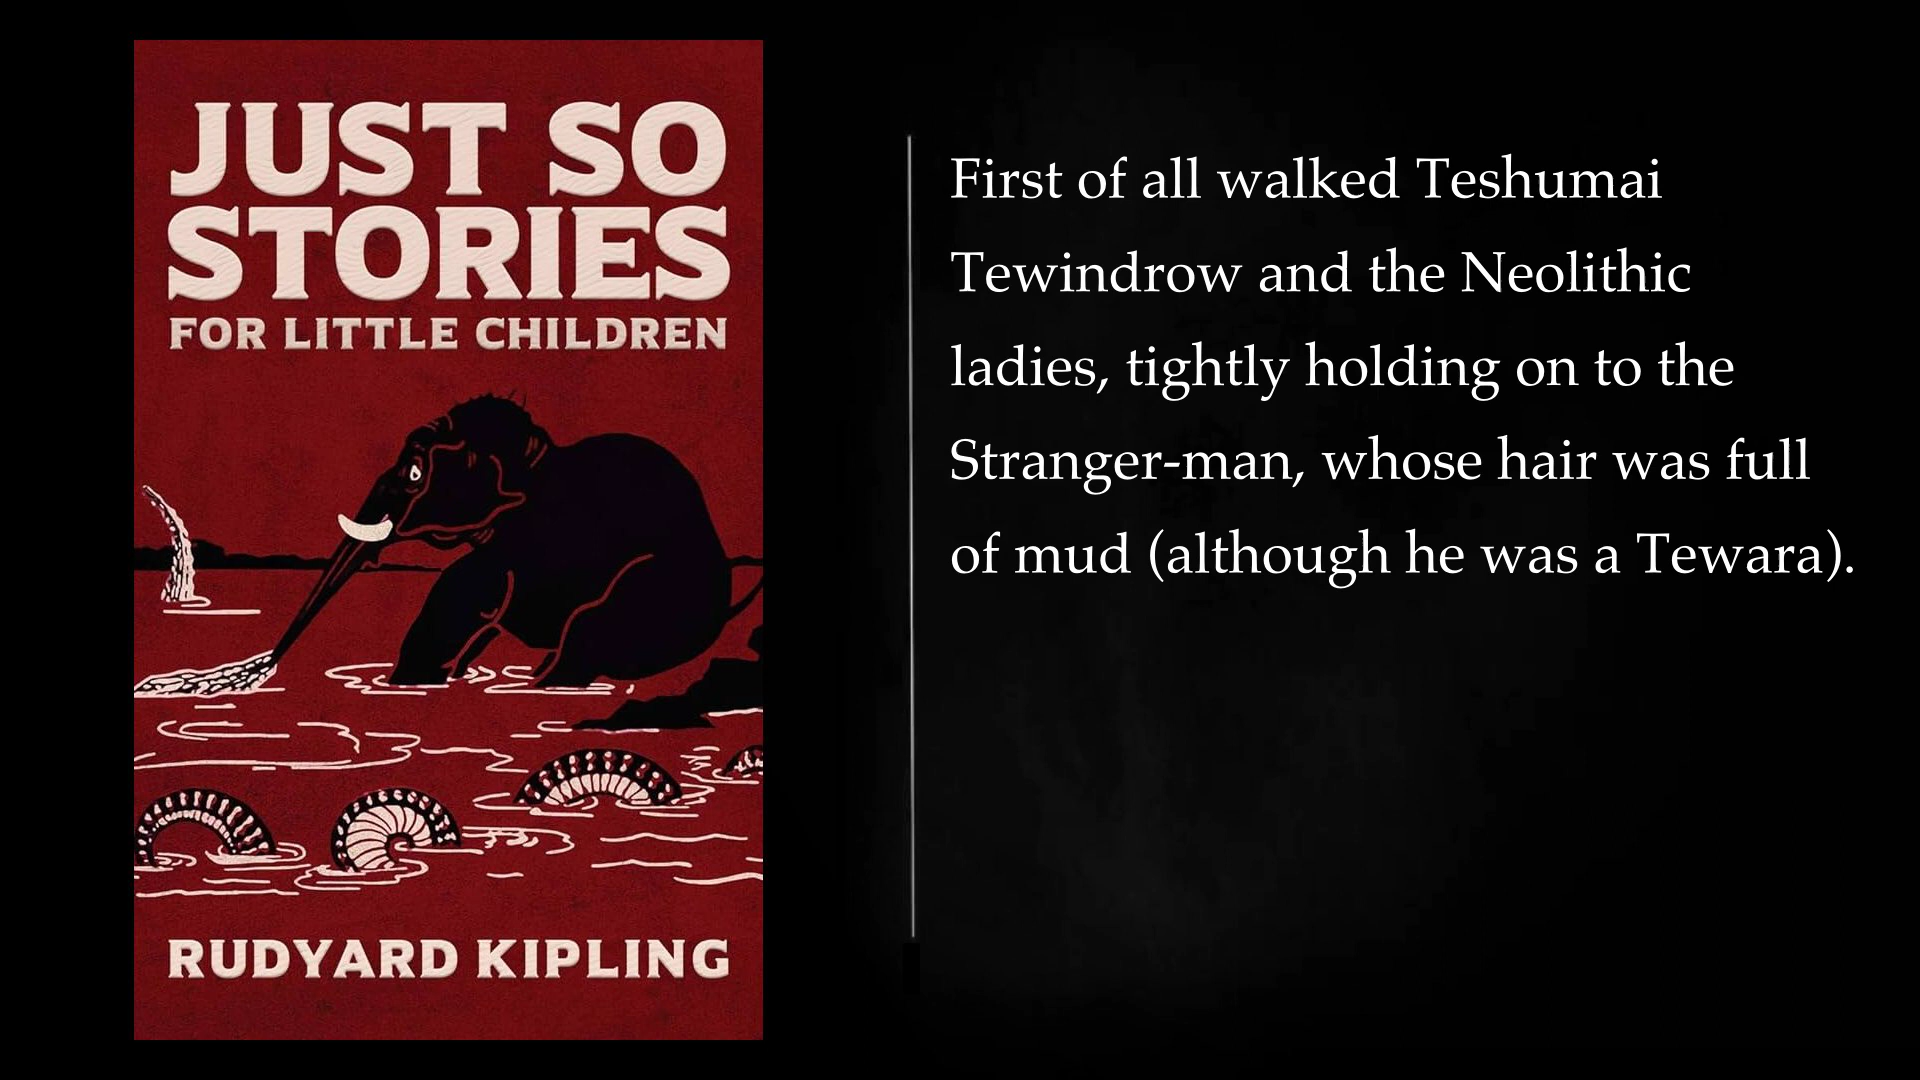 JUST SO
STORIES
FOR LITTLE CHILDREN
RUDYARD KIPLING
First of all walked Teshumai
Tewindrow and the Neolithic
ladies, tightly holding on to the
Stranger-man, whose hair was full
of mud (although he was a Tewara).